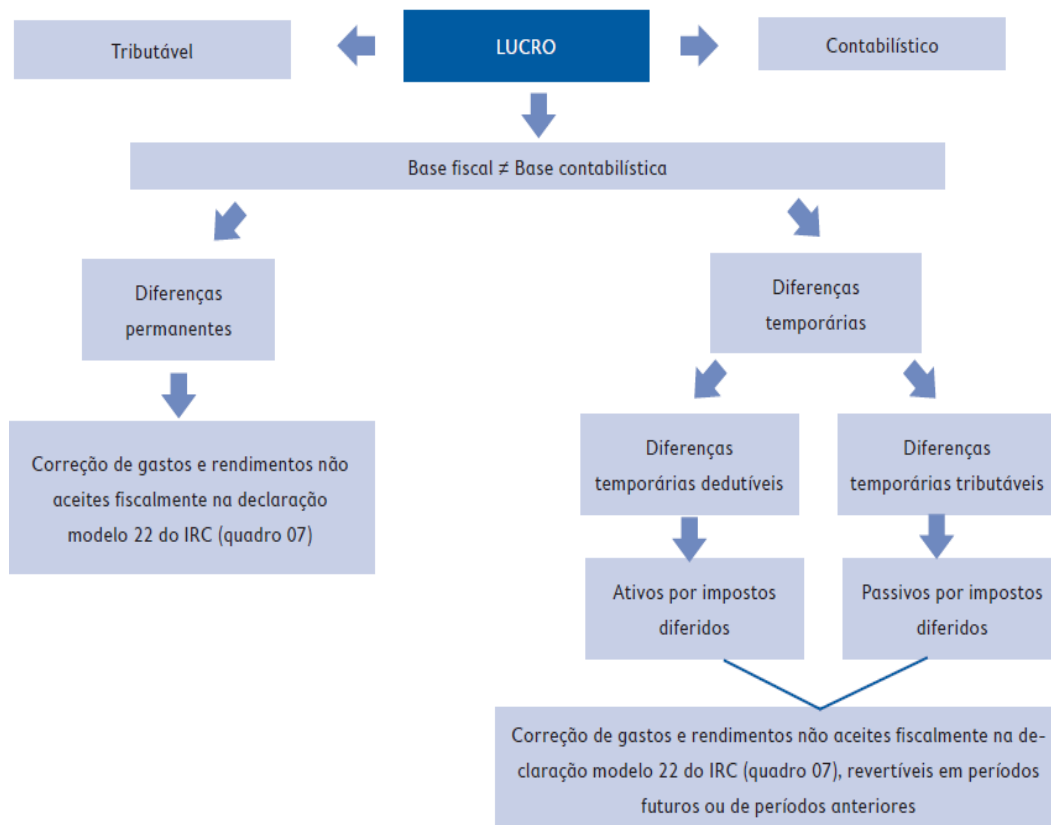 Tributável
LUCRO
Contabilístico
Base fiscal ≠ Base contabilística
Diferenças
permanentes
Correção de gastos e rendimentos não
aceites fiscalmente na declaração
modelo 22 do IRC (quadro 07)
Diferenças
temporárias
Diferenças
temporárias dedutíveis
Diferenças
temporárias tributáveis
Ativos por impostos
diferidos
Passivos por impostos
diferidos
Correção de gastos e rendimentos não aceites fiscalmente na de-
claração modelo 22 do IRC (quadro 07), revertíveis em períodos
futuros ou de períodos anteriores